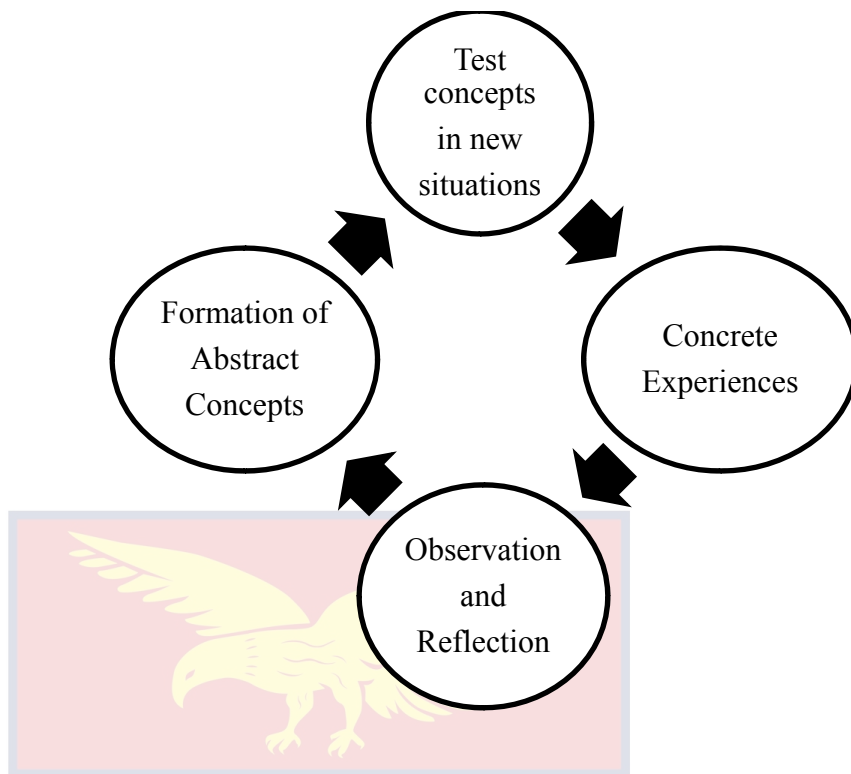 Test
concepts
in new
situations
Formation of
Abstract
Concepts
Concrete
Experiences
Observation
and
Reflection